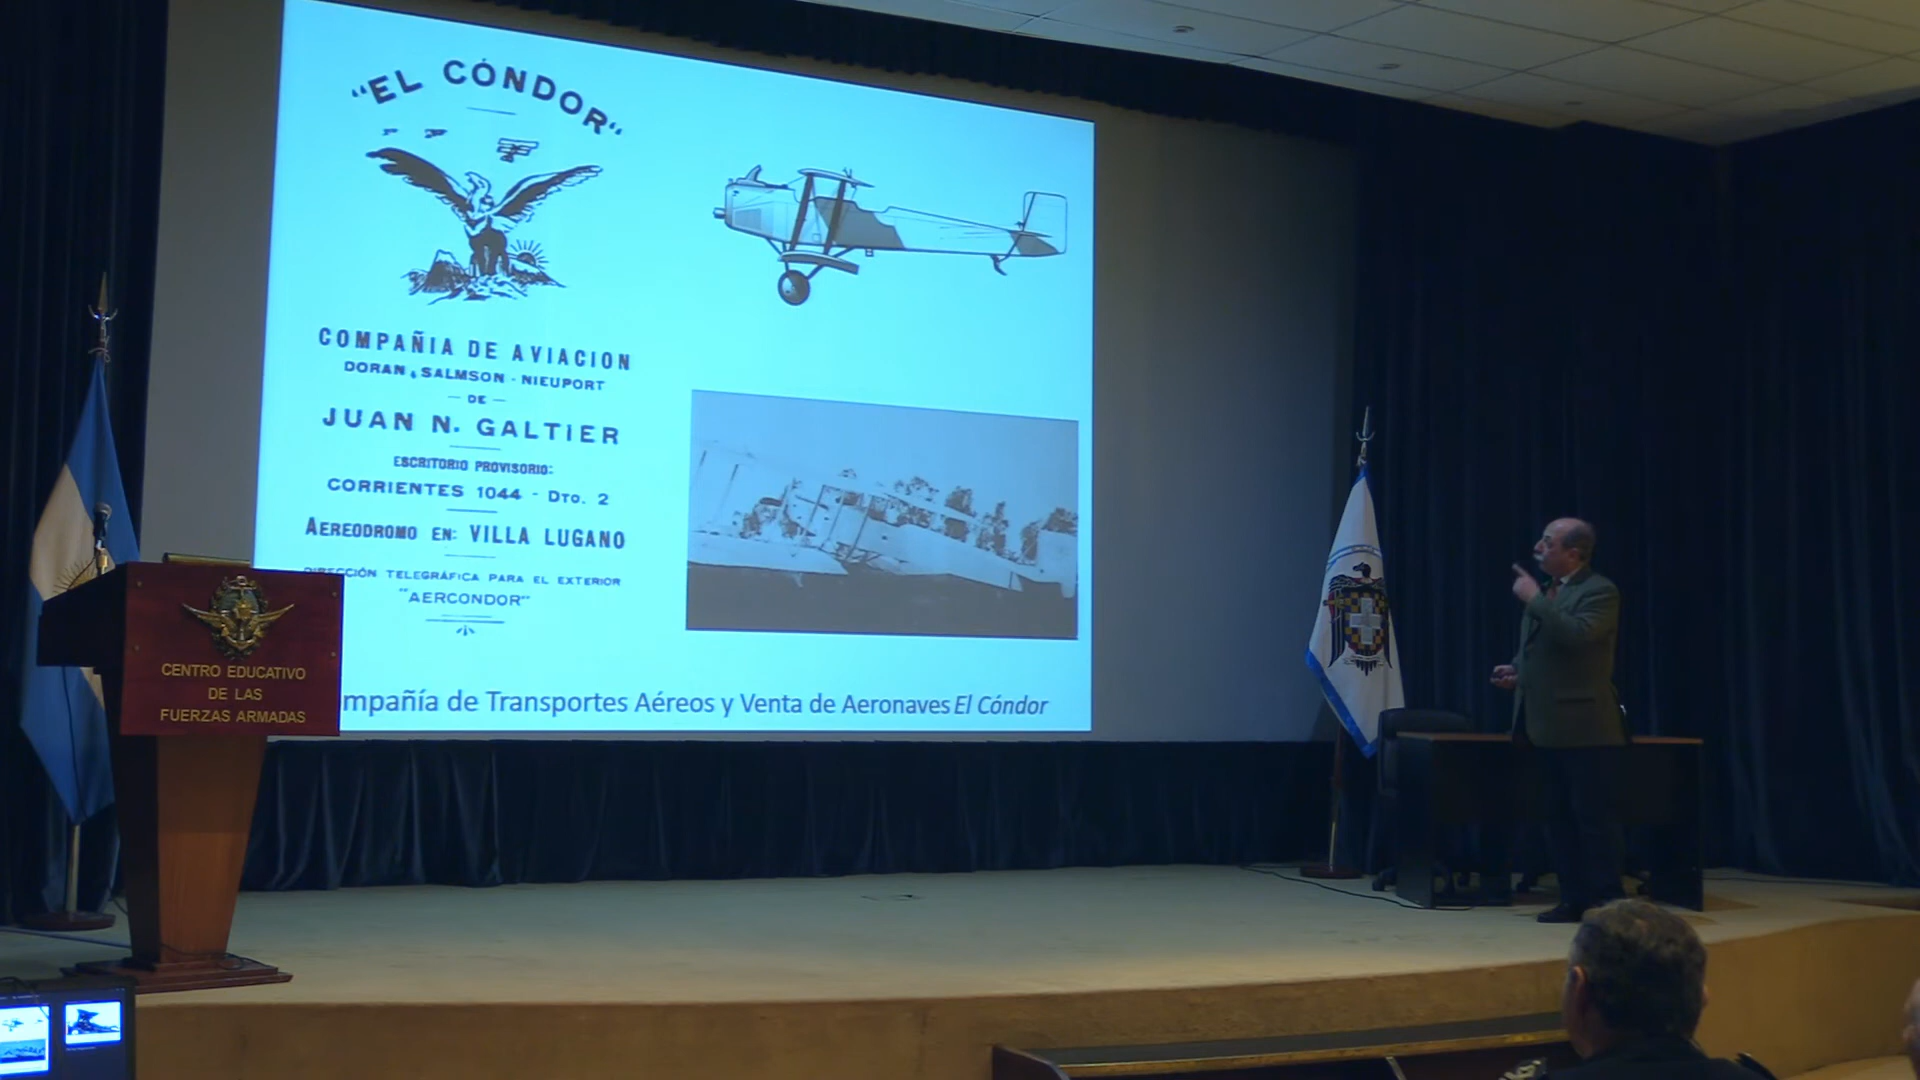 "EL CÓNDOR"
COMPAÑIA DE AVIACION
DORAN, SALMSON - NIEUPORT
— DE —
JUAN N. GALTIER
ESCRITORIO PROVISORIO:
CORRIENTES 1044 - DTO. 2
AEREODROMO EN: VILLA LUGANO
DIRECCIÓN TELEGRÁFICA PARA EL EXTERIOR
"AERCONDOR"
mpañía de Transportes Aéreos y Venta de Aeronaves El Cóndor
CENTRO EDUCATIVO
DE LAS
FUERZAS ARMADAS